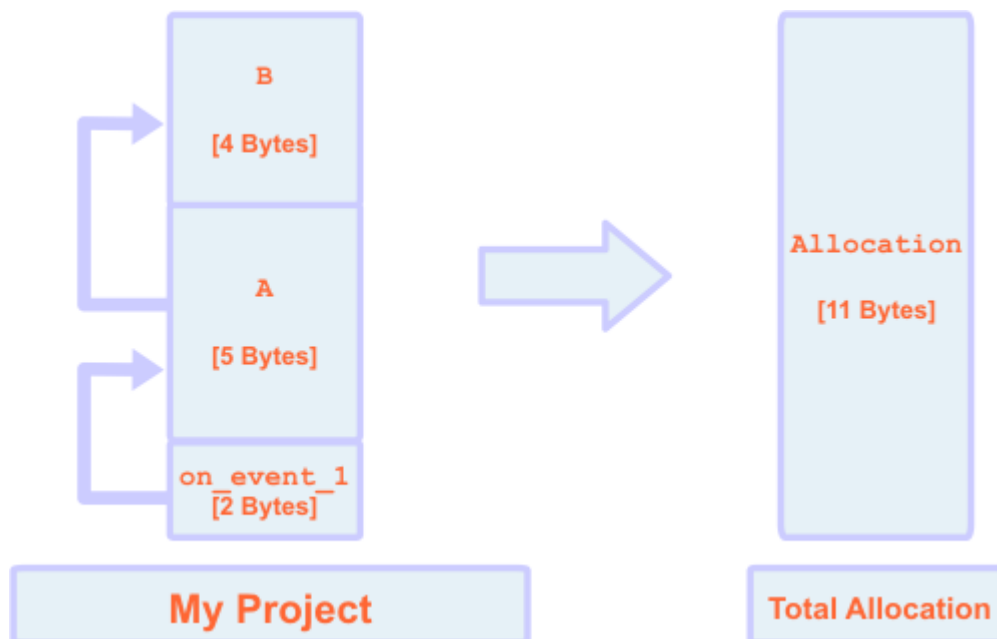 B
[4 Bytes]
A
[5 Bytes]
on_event_1
[2 Bytes]
Allocation
[11 Bytes]
My Project
Total Allocation